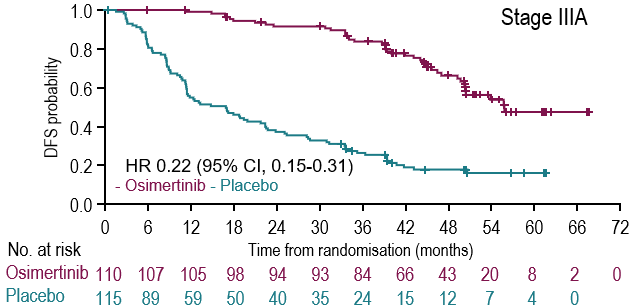 Stage IIIA
1.0
0.8
0.6
0.4
0.2
0.0
DFS probability
HR 0.22 (95% CI, 0.15-0.31)
- Osimertinib - Placebo
0 6 12 18 24 30 36 42 48 54 60 66 72
No. at risk
Time from randomisation (months)
Osimertinib 110 107 105 98 94 93 84 66 43 20 8 2 0
Placebo 115 89 59 50 40 35 24 15 12 7 4 0